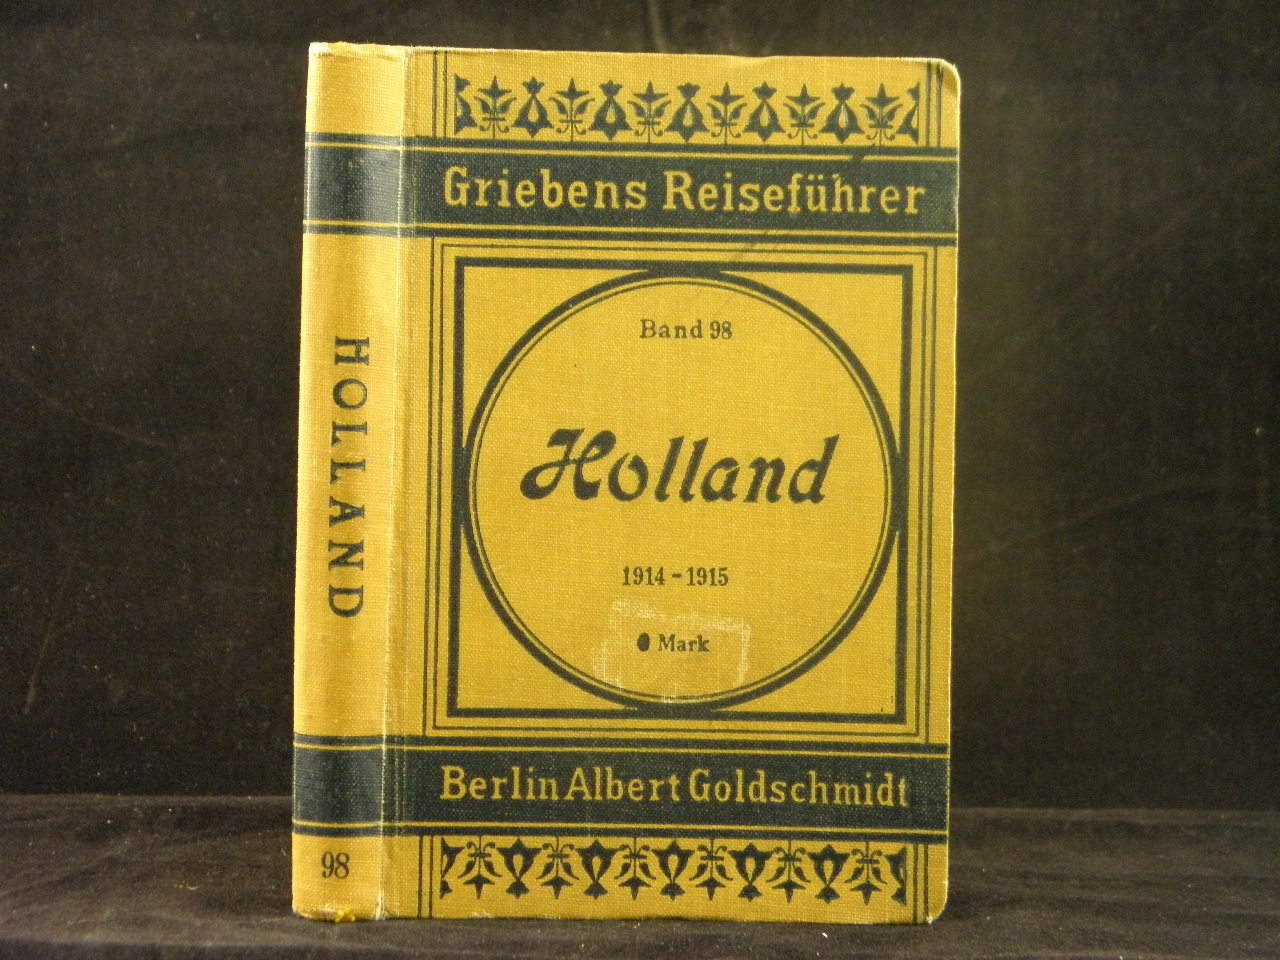 Griebens Reiseführer
Band 98
Holland
1914-1915
Mark
Berlin Albert Goldschmidt
HOLLAND
98